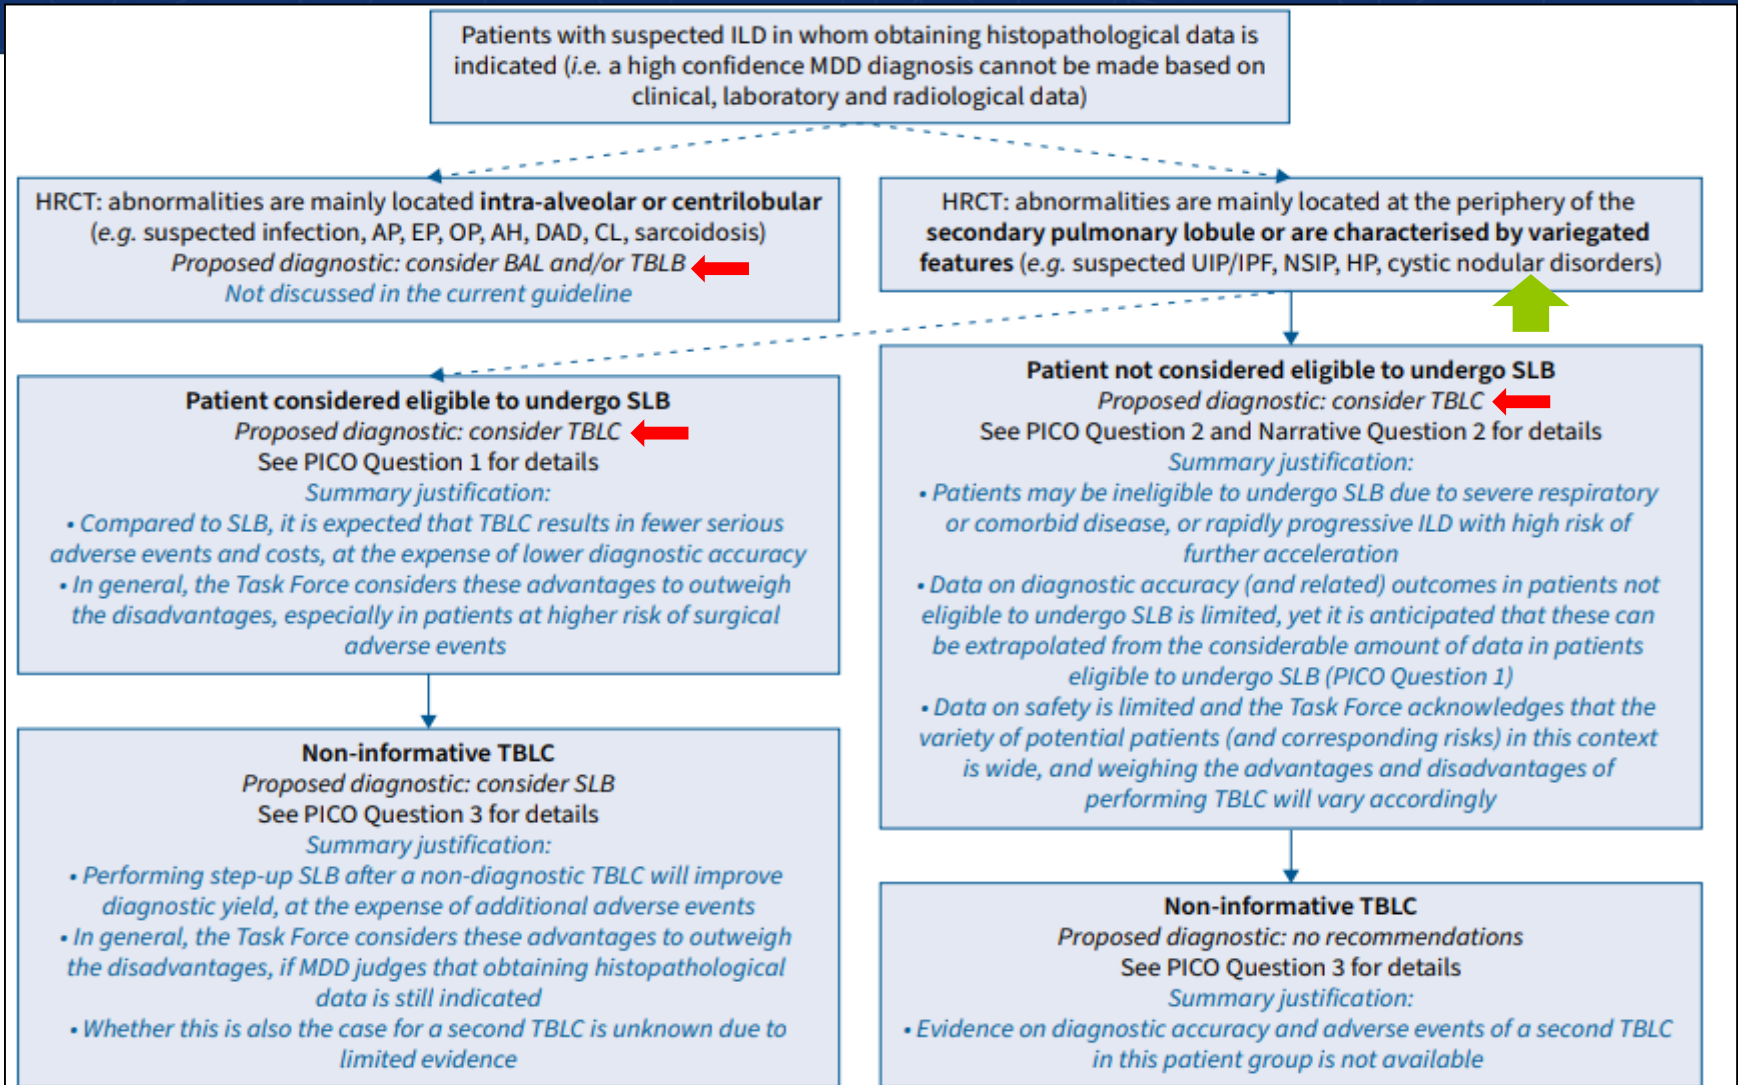 Patients with suspected ILD in whom obtaining histopathological data is
indicated (i.e. a high confidence MDD diagnosis cannot be made based on
clinical, laboratory and radiological data)
HRCT: abnormalities are mainly located intra-alveolar or centrilobular
(e.g. suspected infection, AP, EP, OP, AH, DAD, CL, sarcoidosis)
Proposed diagnostic: consider BAL and/or TBLB
Not discussed in the current guideline
HRCT: abnormalities are mainly located at the periphery of the
secondary pulmonary lobule or are characterised by variegated
features (e.g. suspected UIP/IPF, NSIP, HP, cystic nodular disorders)
Patient considered eligible to undergo SLB
Proposed diagnostic: consider TBLC
See PICO Question 1 for details
Summary justification:
• Compared to SLB, it is expected that TBLC results in fewer serious
adverse events and costs, at the expense of lower diagnostic accuracy
• In general, the Task Force considers these advantages to outweigh
the disadvantages, especially in patients at higher risk of surgical
adverse events
Patient not considered eligible to undergo SLB
Proposed diagnostic: consider TBLC
See PICO Question 2 and Narrative Question 2 for details
Summary justification:
• Patients may be ineligible to undergo SLB due to severe respiratory
or comorbid disease, or rapidly progressive ILD with high risk of
further acceleration
• Data on diagnostic accuracy (and related) outcomes in patients not
eligible to undergo SLB is limited, yet it is anticipated that these can
be extrapolated from the considerable amount of data in patients
eligible to undergo SLB (PICO Question 1)
• Data on safety is limited and the Task Force acknowledges that the
variety of potential patients (and corresponding risks) in this context
is wide, and weighing the advantages and disadvantages of
performing TBLC will vary accordingly
Non-informative TBLC
Proposed diagnostic: consider SLB
See PICO Question 3 for details
Summary justification:
• Performing step-up SLB after a non-diagnostic TBLC will improve
diagnostic yield, at the expense of additional adverse events
• In general, the Task Force considers these advantages to outweigh
the disadvantages, if MDD judges that obtaining histopathological
data is still indicated
• Whether this is also the case for a second TBLC is unknown due to
limited evidence
Non-informative TBLC
Proposed diagnostic: no recommendations
See PICO Question 3 for details
Summary justification:
• Evidence on diagnostic accuracy and adverse events of a second TBLC
in this patient group is not available